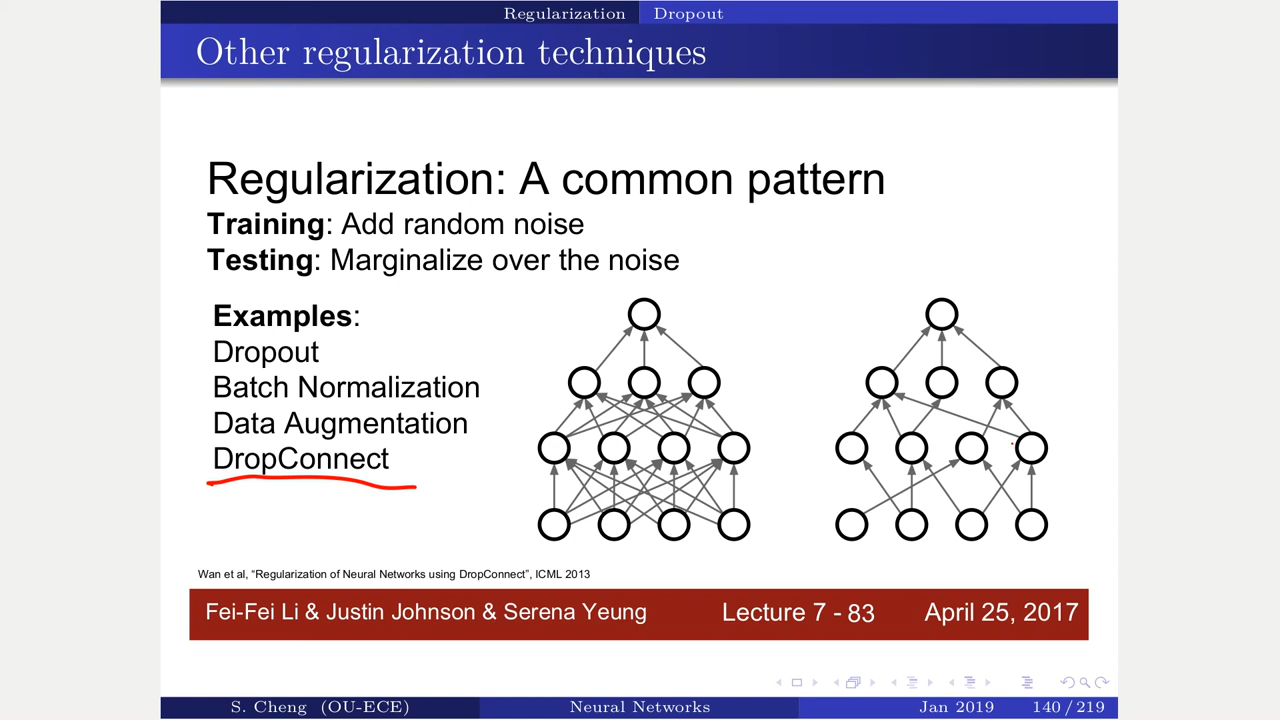 Regularization Dropout
Other regularization techniques
Regularization: A common pattern
Training: Add random noise
Testing: Marginalize over the noise
Examples:
Dropout
Batch Normalization
Data Augmentation
DropConnect
Wan et al, “Regularization of Neural Networks using DropConnect”, ICML 2013
Fei-Fei Li & Justin Johnson & Serena Yeung Lecture 7 - 83 April 25, 2017
S. Cheng (OU-ECE) Neural Networks Jan 2019 140 / 219